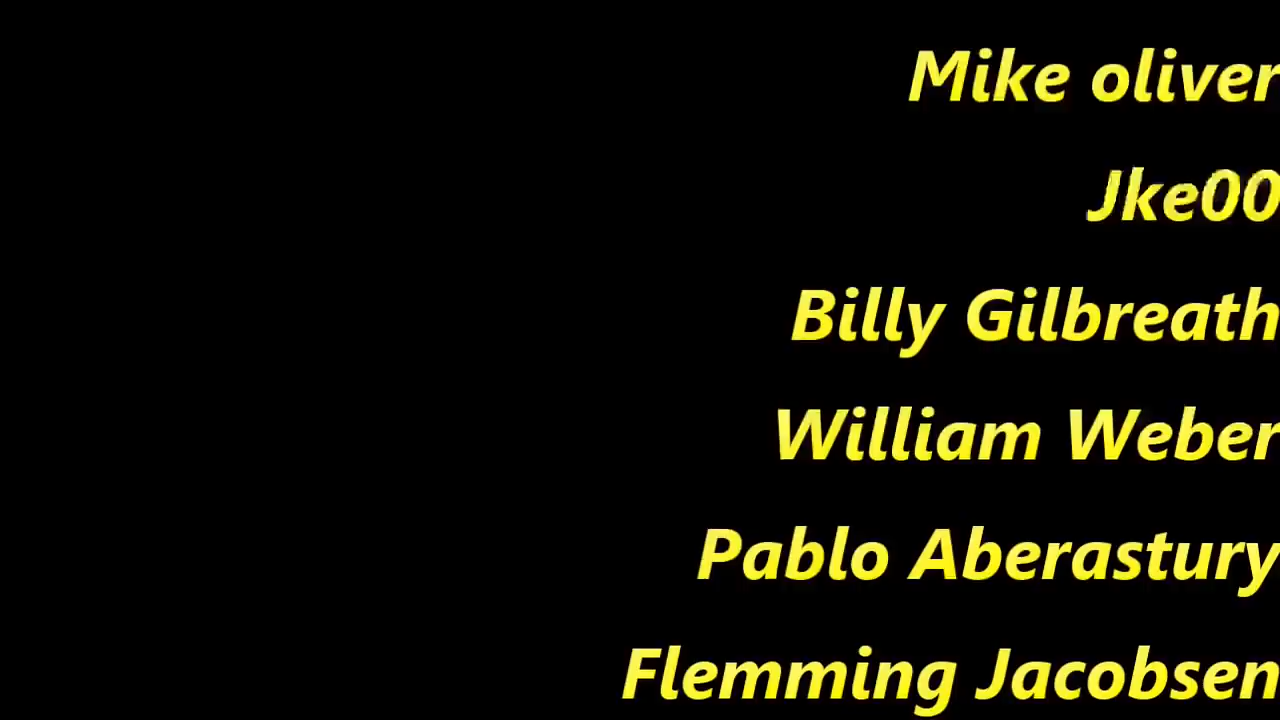 Mike oliver
Jke00
Billy Gilbreath
William Weber
Pablo Aberastury
Flemming Jacobsen